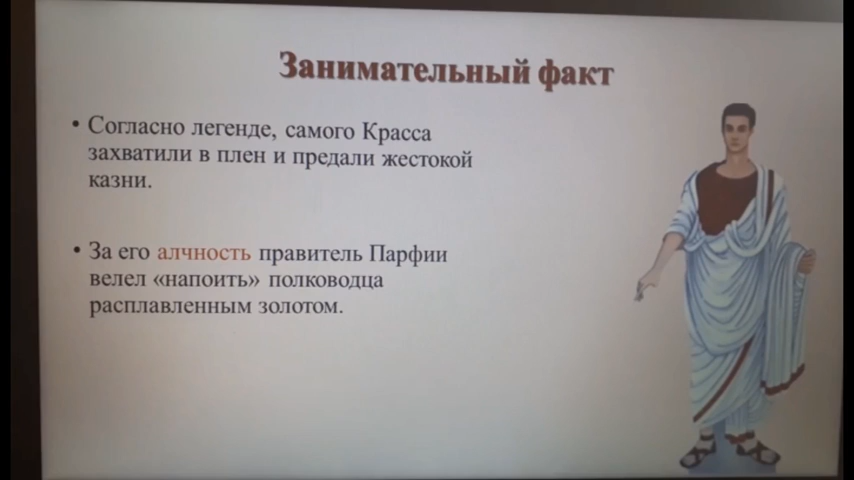 Занимательный факт
• Согласно легенде, самого Красса
захватили в плен и предали жестокой
казни.
• За его алчность правитель Парфии
велел «напоить» полководца
расплавленным золотом.